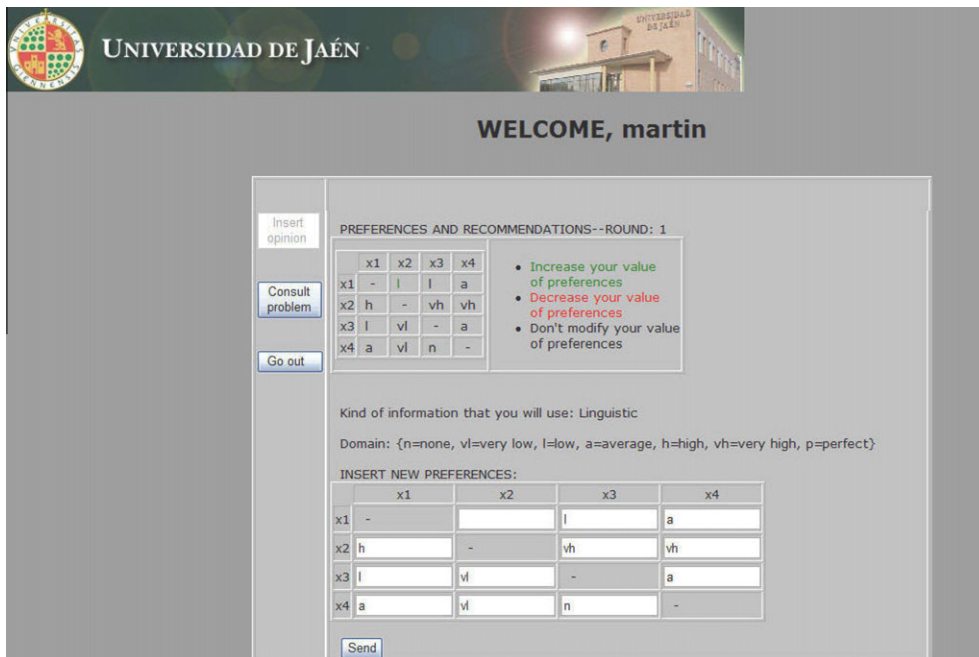 UNIVERSIDAD DE JAÉN
UNIVERSIDAD DE JAÉN
WELCOME, martin
Insert opinion
Consult problem
Go out
PREFERENCES AND RECOMMENDATIONS--ROUND: 1
x1 x2 x3 x4
x1 - l l a
x2 h - vh vh
x3 l vl - a
x4 a vl n -
Increase your value
of preferences
Decrease your value
of preferences
Don't modify your value
of preferences
Kind of information that you will use: Linguistic
Domain: {n=none, vl=very low, l=low, a=average, h=high, vh=very high, p=perfect}
INSERT NEW PREFERENCES:
x1 x2 x3 x4
x1 - l a
x2 h - vh vh
x3 l vl - a
x4 a vl n -
Send